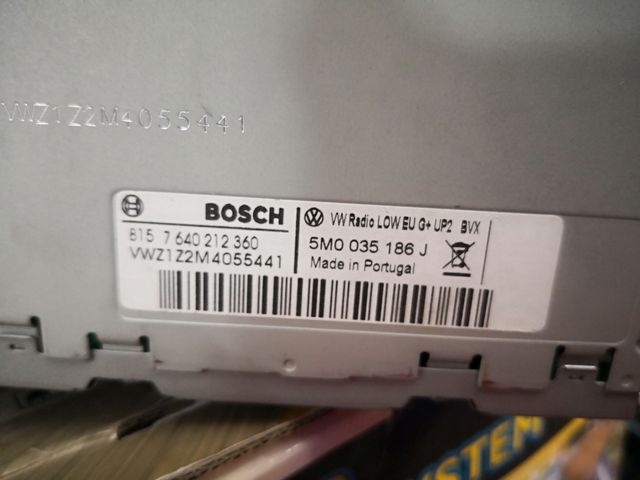 VWZ1Z2M4055441
BOSCH
815 7 640 212 360
VWZ1Z2M4055441
VW Radio LOW EU G+ UP2 BVX
5M0 035 186 J
Made in Portugal
SYSTEM